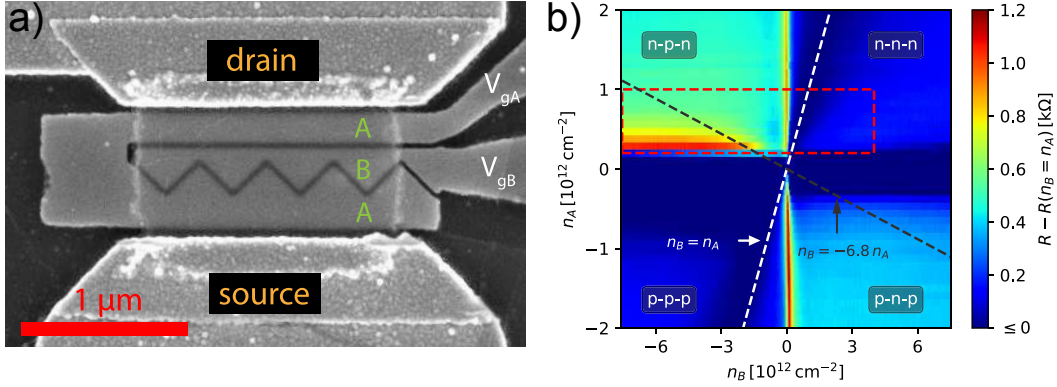 a)
drain
V_gA
A
V_gB
B
A
source
1 μm
b)
n-p-n
n-n-n
n_B = n_A
n_B = −6.8 n_A
p-p-p
p-n-p
2
1
0
-1
-2
n_A [10^12 cm^−2]
−6
−3
0
3
6
n_B [10^12 cm^−2]
1.2
1.0
0.8
0.6
0.4
0.2
≤ 0
R − R(n_B = n_A) [kΩ]